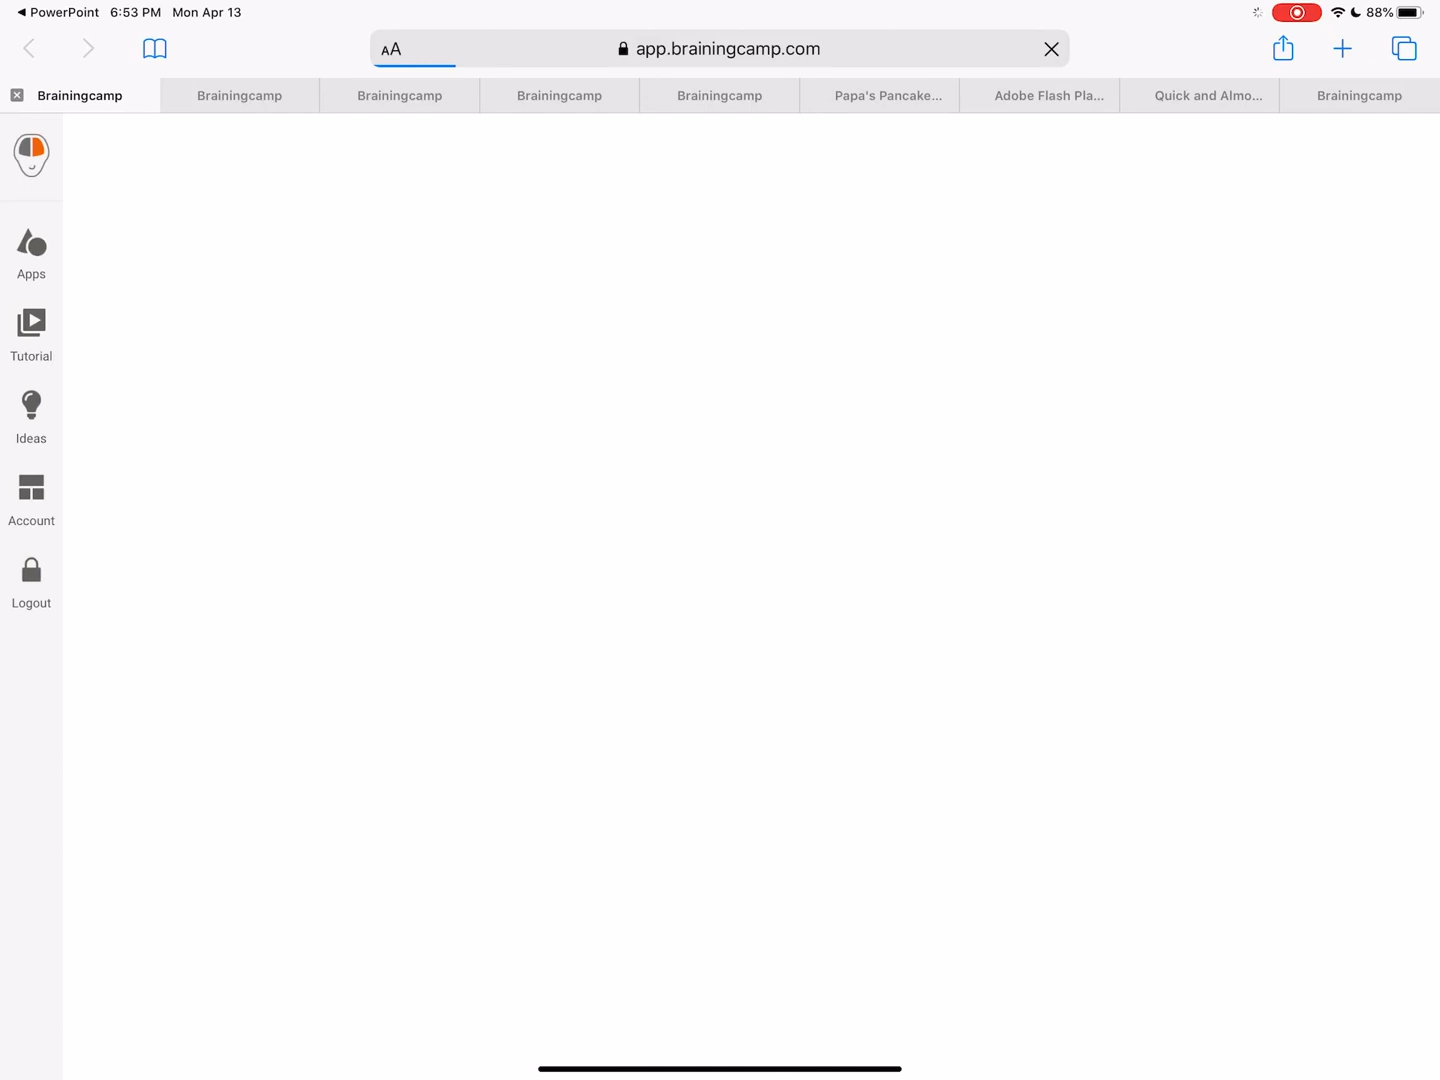 PowerPoint 6:53 PM Mon Apr 13 88%
AA app.brainingcamp.com
Brainingcamp Brainingcamp Brainingcamp Brainingcamp Brainingcamp Papa's Pancake... Adobe Flash Pla... Quick and Almo... Brainingcamp
Apps
Tutorial
Ideas
Account
Logout